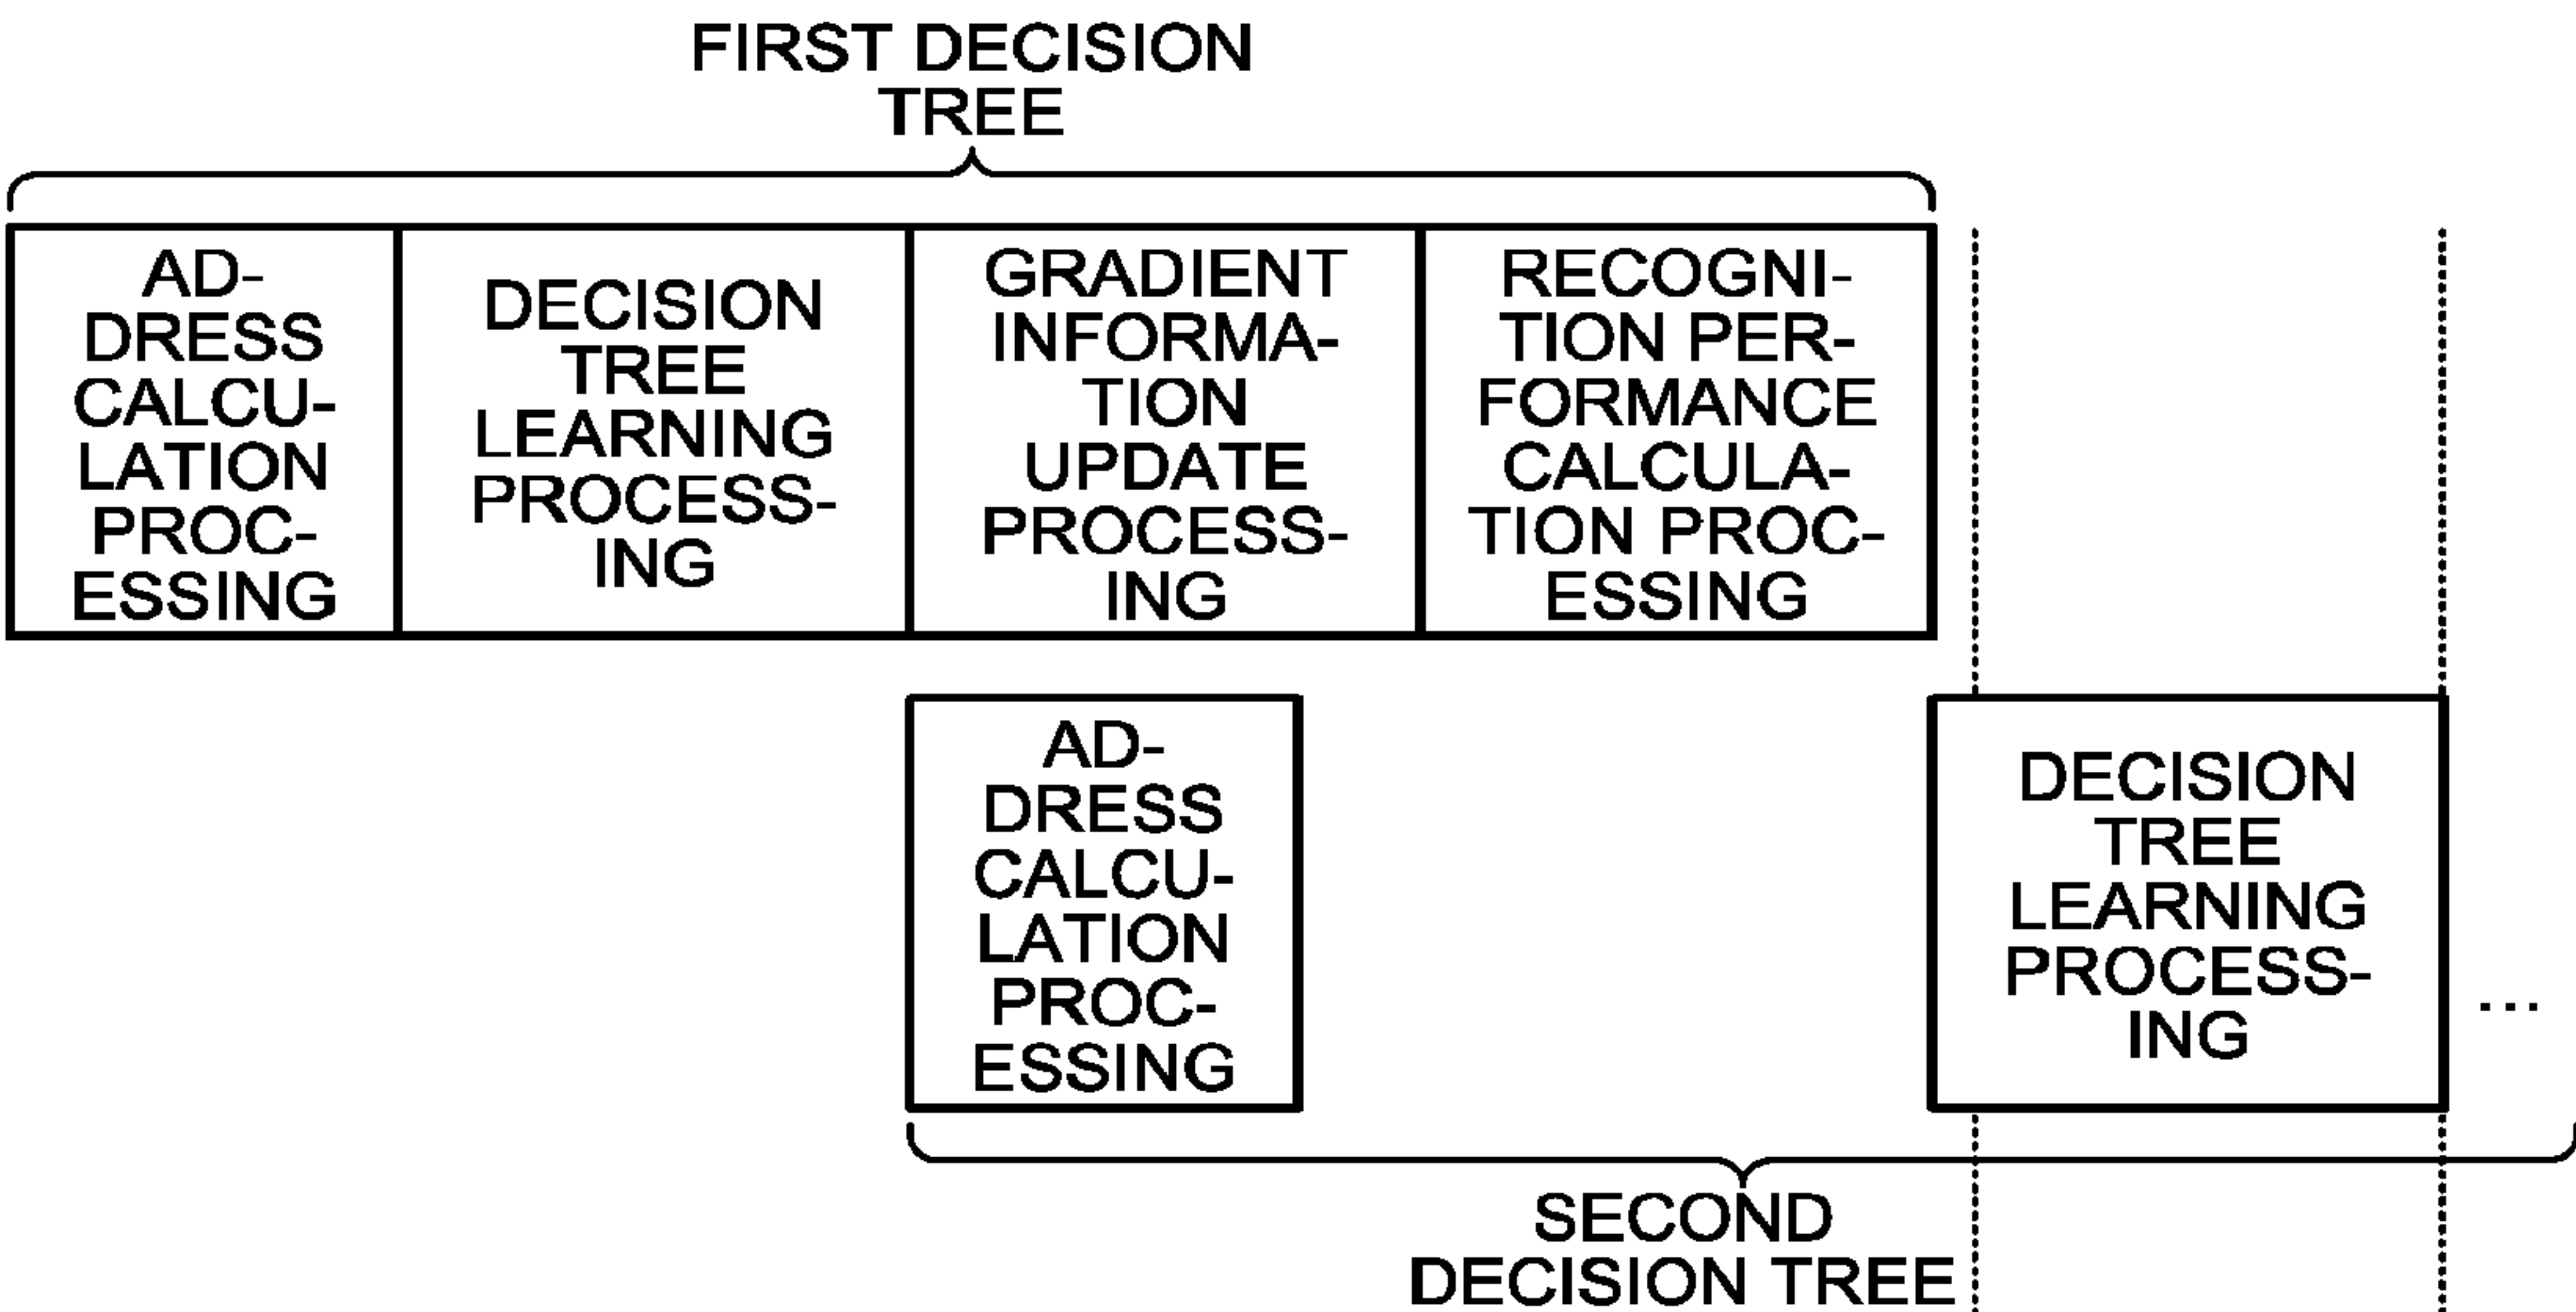 FIRST DECISION
TREE
AD-
DRESS
CALCU-
LATION
PROC-
ESSING
DECISION
TREE
LEARNING
PROCESS-
ING
GRADIENT
INFORMA-
TION
UPDATE
PROCESS-
ING
RECOGNI-
TION PER-
FORMANCE
CALCULA-
TION PROC-
ESSING
AD-
DRESS
CALCU-
LATION
PROC-
ESSING
DECISION
TREE
LEARNING
PROCESS-
ING
...
SECOND
DECISION TREE